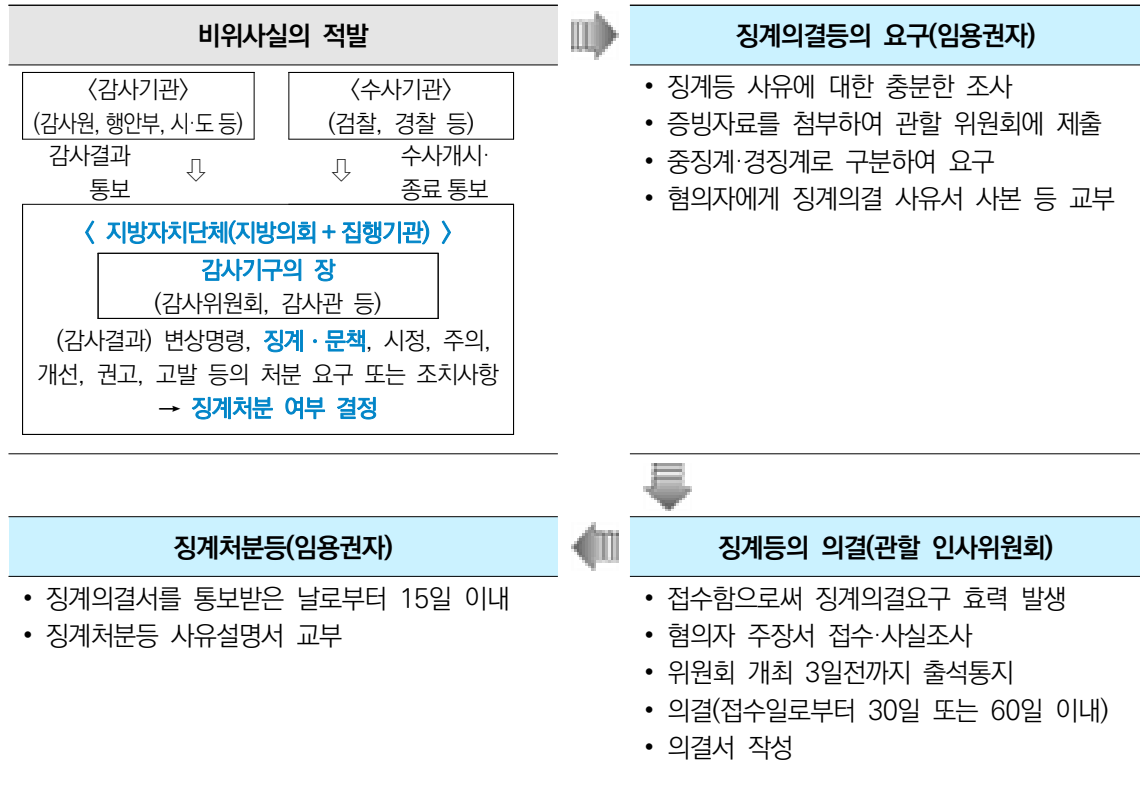 비위사실의 적발
〈감사기관〉
(감사원, 행안부, 시·도 등)
〈수사기관〉
(검찰, 경찰 등)
감사결과
통보
⇩
⇩
수사개시·
종료 통보
〈 지방자치단체(지방의회 + 집행기관) 〉
감사기구의 장
(감사위원회, 감사관 등)
(감사결과) 변상명령, 징계 · 문책, 시정, 주의,
개선, 권고, 고발 등의 처분 요구 또는 조치사항
→ 징계처분 여부 결정
징계의결등의 요구(임용권자)
• 징계등 사유에 대한 충분한 조사
• 증빙자료를 첨부하여 관할 위원회에 제출
• 중징계·경징계로 구분하여 요구
• 혐의자에게 징계의결 사유서 사본 등 교부
징계등의 의결(관할 인사위원회)
• 접수함으로써 징계의결요구 효력 발생
• 혐의자 주장서 접수·사실조사
• 위원회 개최 3일전까지 출석통지
• 의결(접수일로부터 30일 또는 60일 이내)
• 의결서 작성
징계처분등(임용권자)
• 징계의결서를 통보받은 날로부터 15일 이내
• 징계처분등 사유설명서 교부